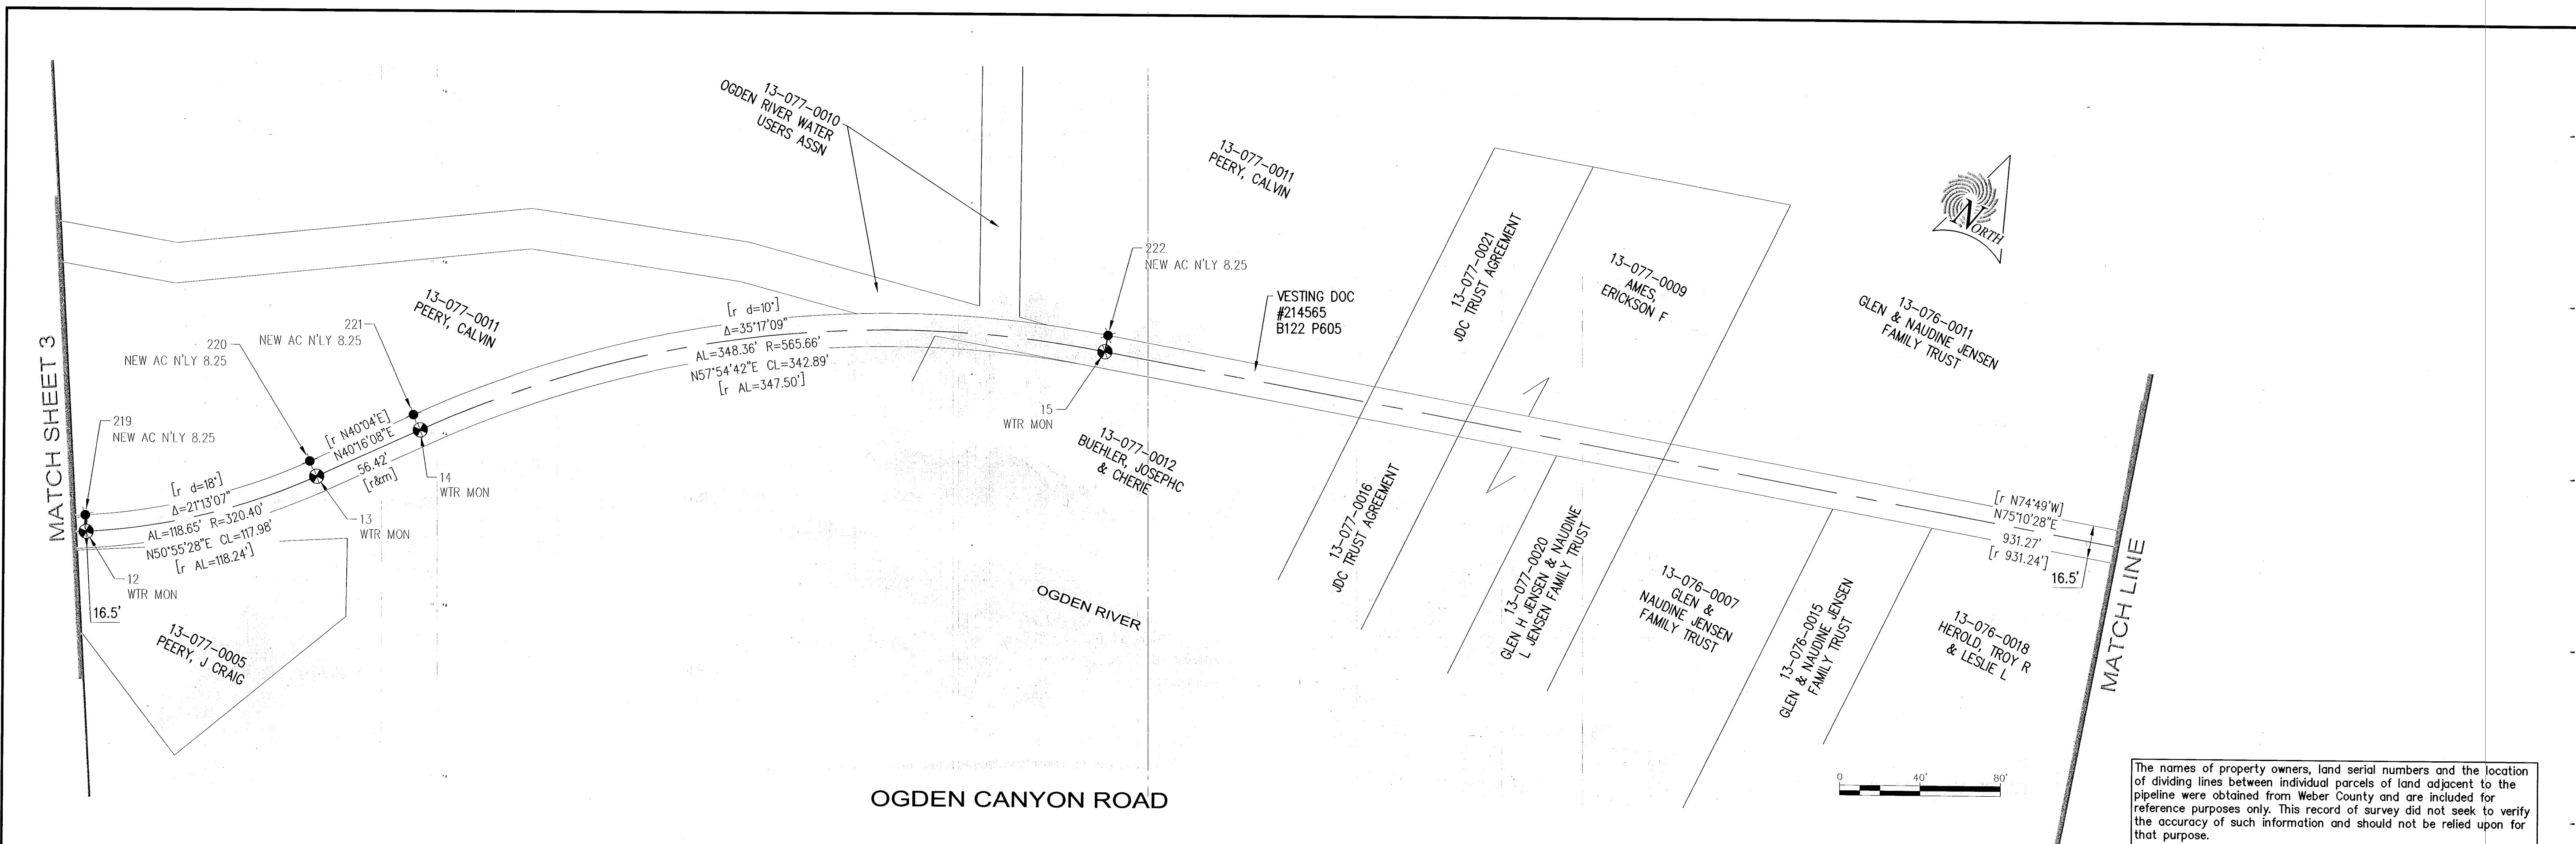 MATCH SHEET 3
13-077-0010
OGDEN RIVER WATER
USERS ASSN
13-077-0011
PEERY, CALVIN
222
NEW AC N'LY 8.25
VESTING DOC
#214565
B122 P605
13-077-0021
JDC TRUST AGREEMENT
13-077-0009
AMES,
ERICKSON F
13-076-0011
GLEN & NAUDINE JENSEN
FAMILY TRUST
NORTH
13-077-0011
PEERY, CALVIN
221
NEW AC N'LY 8.25
220
NEW AC N'LY 8.25
219
NEW AC N'LY 8.25
[r d=10°]
Δ=35°17'09"
AL=348.36' R=565.66'
N57°54'42"E CL=342.89'
[r AL=347.50']
[r N40°04'E]
N40°16'08"E
56.42'
[r&m]
[r d=18°]
Δ=21°13'07"
AL=118.65' R=320.40'
N50°55'28"E CL=117.98'
[r AL=118.24']
14
WTR MON
13
WTR MON
12
WTR MON
16.5'
15
WTR MON
13-077-0005
PEERY, J CRAIG
13-077-0012
BUEHLER, JOSEPHC
& CHERIE
OGDEN RIVER
13-077-0016
JDC TRUST AGREEMENT
13-077-0020
GLEN H JENSEN & NAUDINE
L JENSEN FAMILY TRUST
13-076-0007
GLEN &
NAUDINE JENSEN
FAMILY TRUST
13-076-0015
GLEN & NAUDINE JENSEN
FAMILY TRUST
13-076-0018
HEROLD, TROY R
& LESLIE L
[r N74°49'W]
N75°10'28"E
931.27'
[r 931.24']
16.5'
MATCH LINE
OGDEN CANYON ROAD
0 40' 80'
The names of property owners, land serial numbers and the location
of dividing lines between individual parcels of land adjacent to the
pipeline were obtained from Weber County and are included for
reference purposes only. This record of survey did not seek to verify
the accuracy of such information and should not be relied upon for
that purpose.